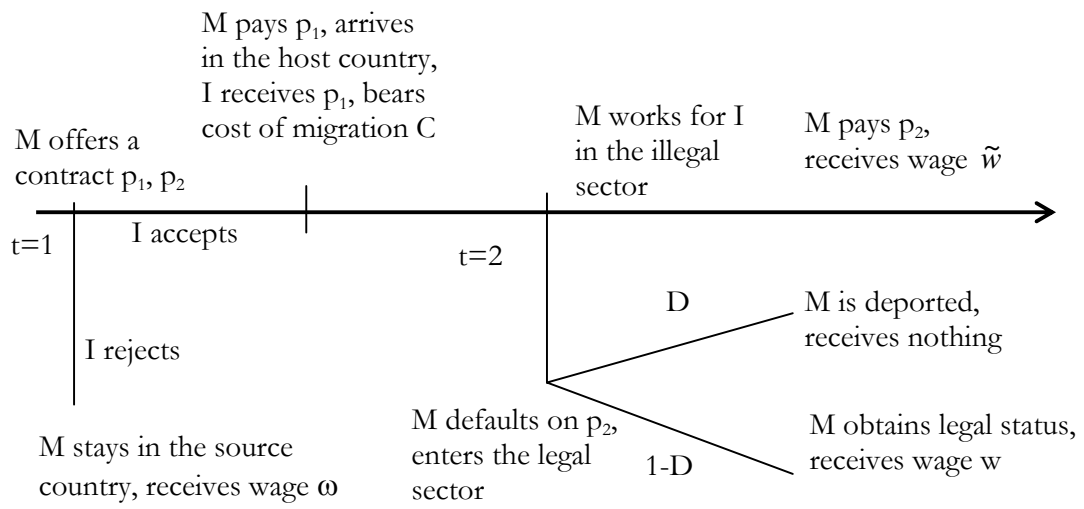 M pays p₁, arrives
in the host country,
I receives p₁, bears
cost of migration C
M offers a
contract p₁, p₂
M works for I
in the illegal
sector
M pays p₂,
receives wage w̃
t=1
I accepts
t=2
I rejects
D
M is deported,
receives nothing
M stays in the source
country, receives wage ω
M defaults on p₂,
enters the legal
sector
1-D
M obtains legal status,
receives wage w